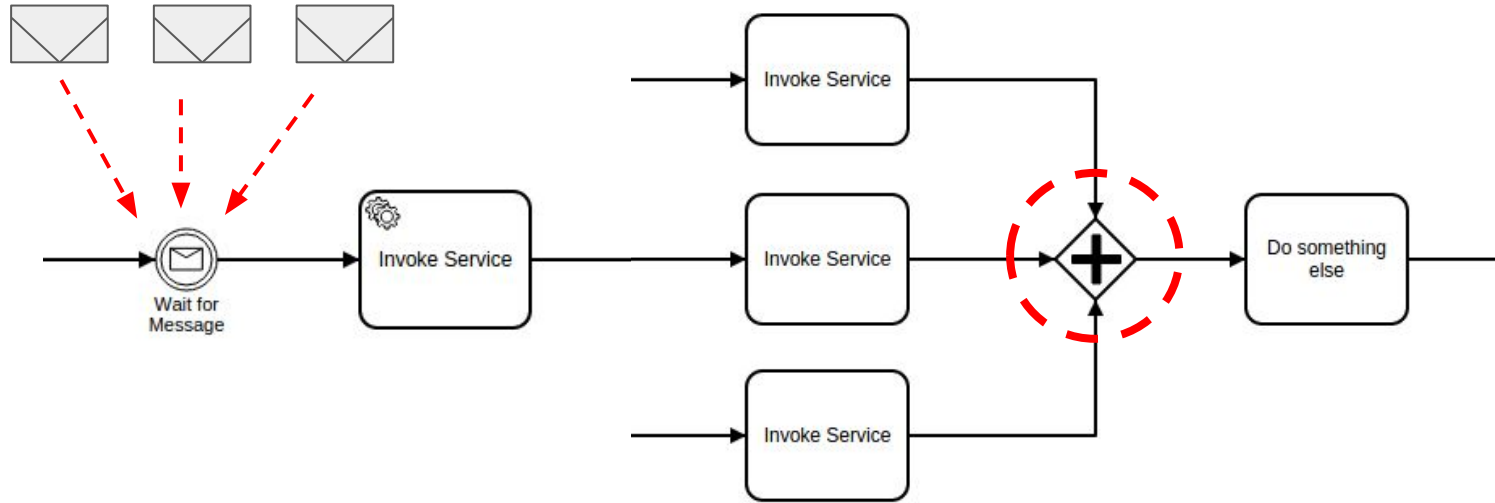 Wait for
Message
Invoke Service
Invoke Service
Invoke Service
Invoke Service
Do something
else